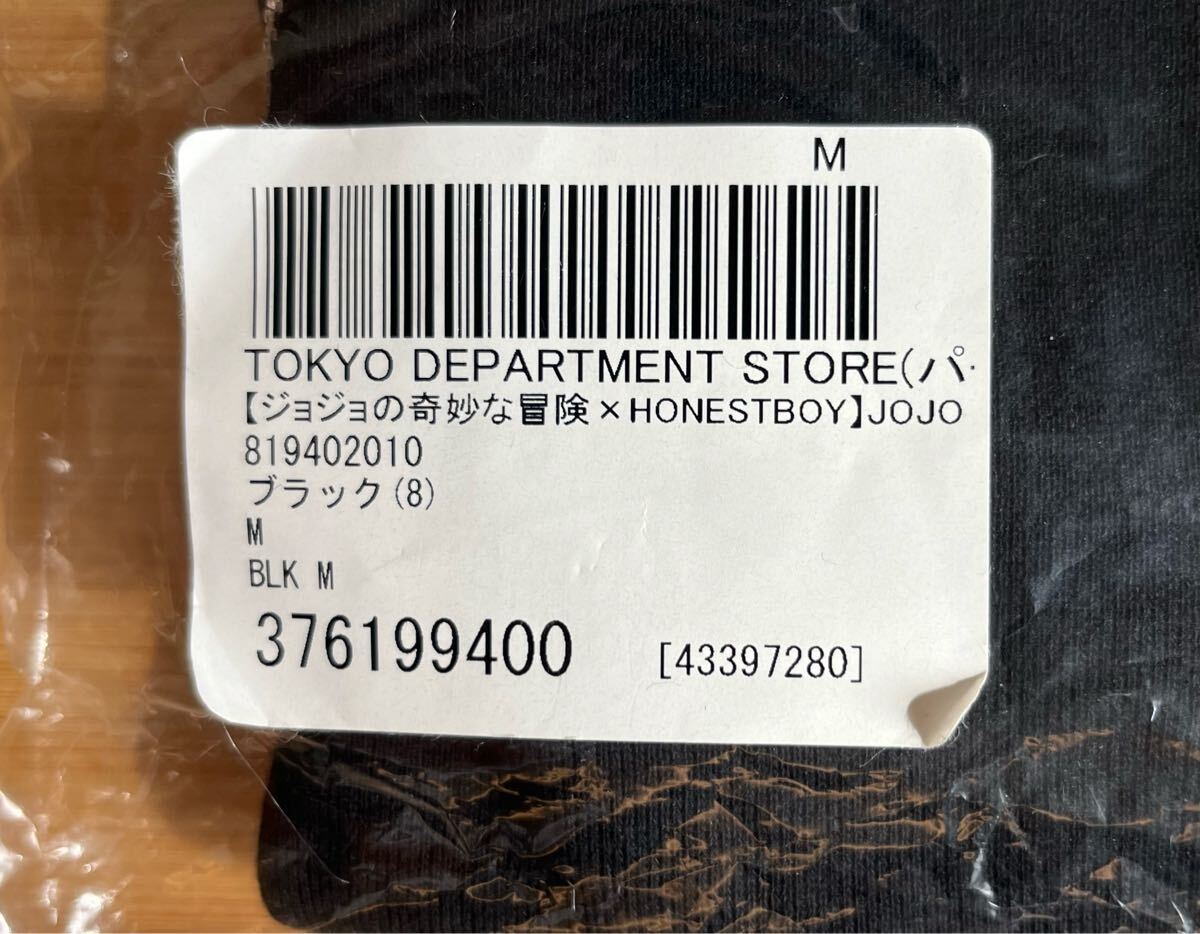 M
TOKYO DEPARTMENT STORE(パ
【ジョジョの奇妙な冒険×HONESTBOY】JOJO
819402010
ブラック(8)
M
BLK M
376199400 [43397280]